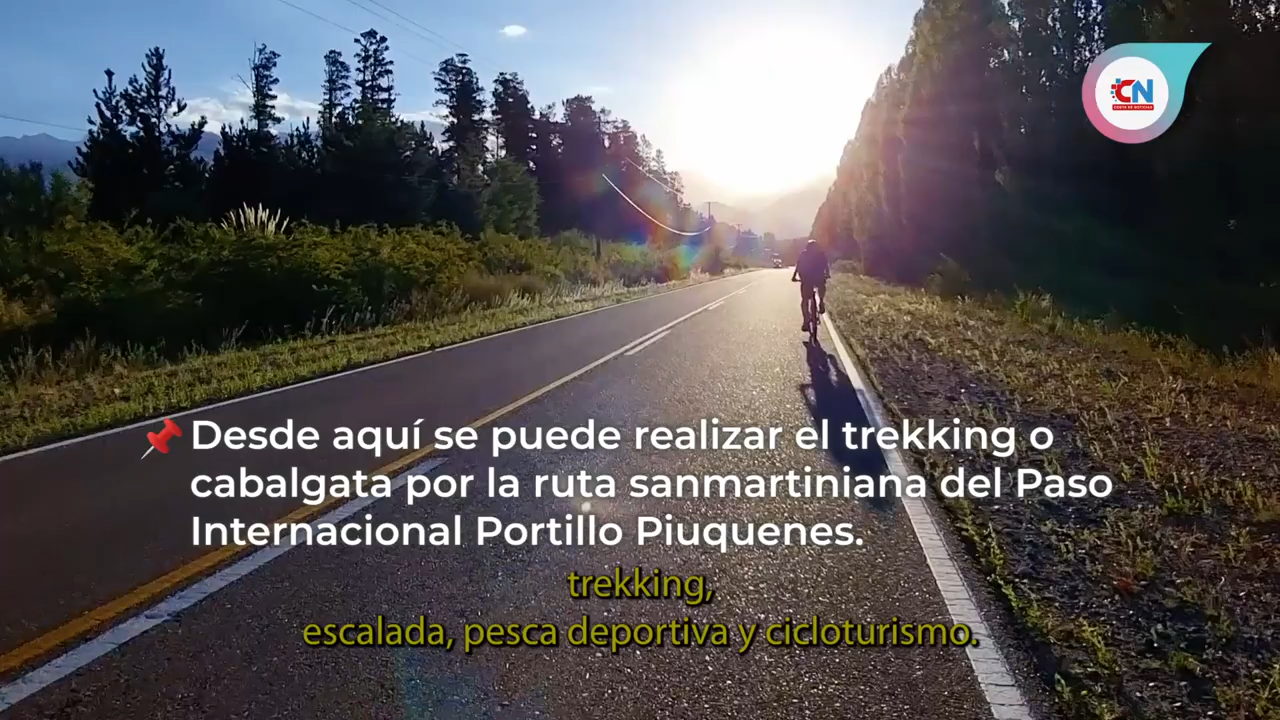 CN
Desde aquí se puede realizar el trekking o
cabalgata por la ruta sanmartiniana del Paso
Internacional Portillo Piuquenes.
trekking,
escalada, pesca deportiva y cicloturismo.